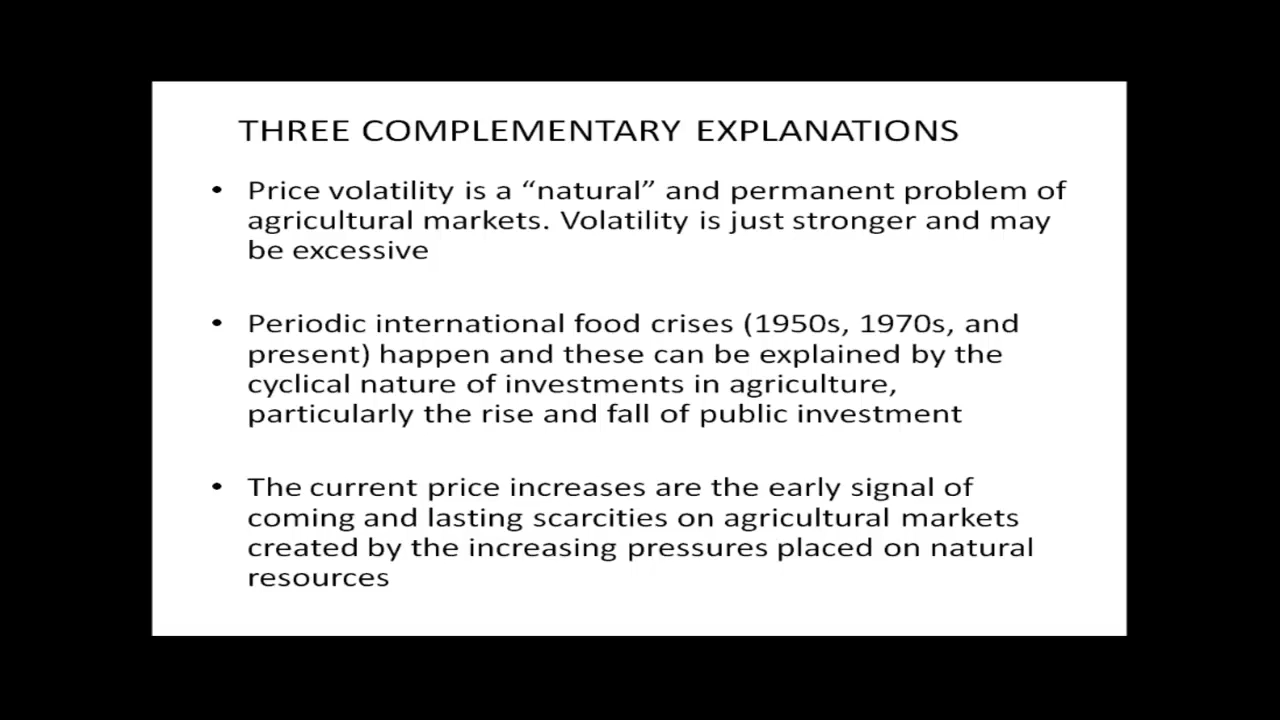 THREE COMPLEMENTARY EXPLANATIONS
• Price volatility is a “natural” and permanent problem of
agricultural markets. Volatility is just stronger and may
be excessive
• Periodic international food crises (1950s, 1970s, and
present) happen and these can be explained by the
cyclical nature of investments in agriculture,
particularly the rise and fall of public investment
• The current price increases are the early signal of
coming and lasting scarcities on agricultural markets
created by the increasing pressures placed on natural
resources